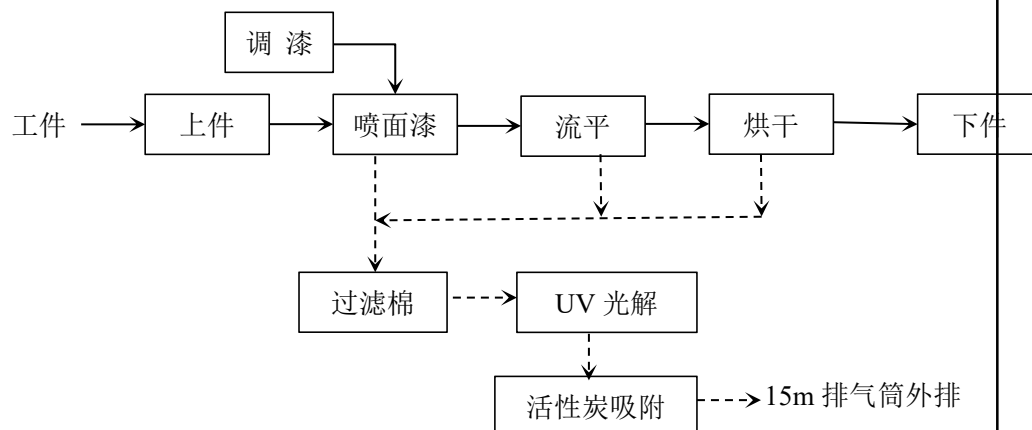 调 漆
工件
上件
喷面漆
流平
烘干
下件
过滤棉
UV 光解
活性炭吸附
15m 排气筒外排